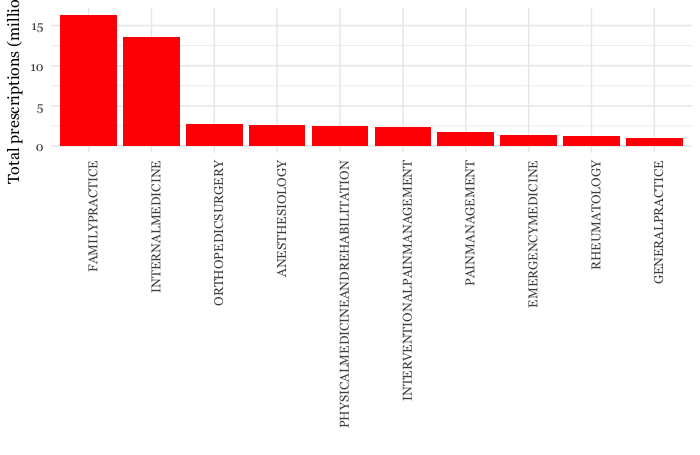 Total prescriptions (millio
15
10
5
0
FAMILYPRACTICE
INTERNALMEDICINE
ORTHOPEDICSURGERY
ANESTHESIOLOGY
PHYSICALMEDICINEANDREHABILITATION
INTERVENTIONALPAINMANAGEMENT
PAINMANAGEMENT
EMERGENCYMEDICINE
RHEUMATOLOGY
GENERALPRACTICE